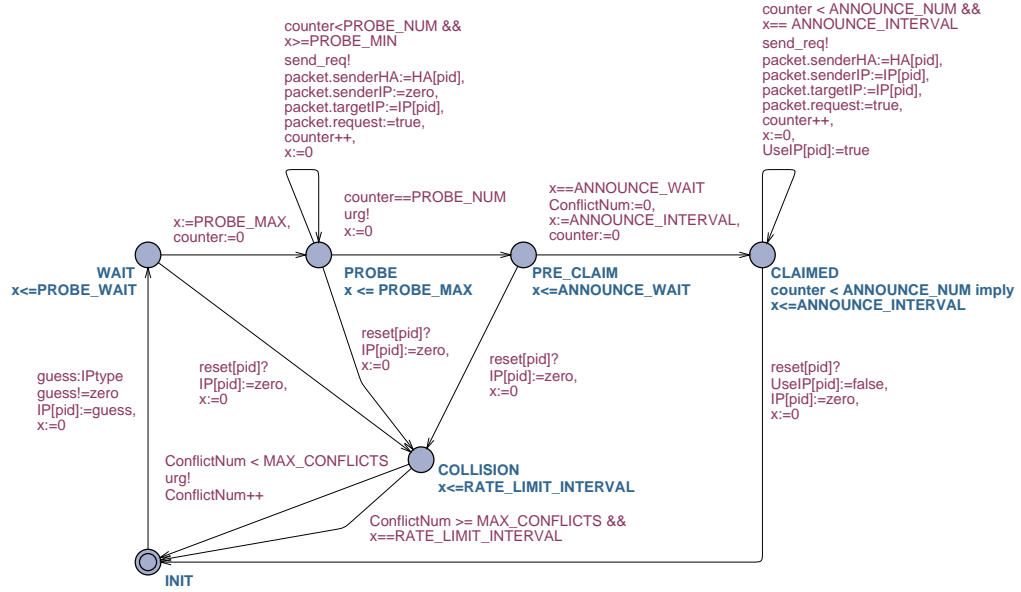 counter<PROBE_NUM &&
x>=PROBE_MIN
send_req!
packet.senderHA:=HA[pid],
packet.senderIP:=zero,
packet.targetIP:=IP[pid],
packet.request:=true,
counter++,
x:=0
counter < ANNOUNCE_NUM &&
x== ANNOUNCE_INTERVAL
send_req!
packet.senderHA:=HA[pid],
packet.senderIP:=IP[pid],
packet.targetIP:=IP[pid],
packet.request:=true,
counter++,
x:=0,
UseIP[pid]:=true
x:=PROBE_MAX,
counter:=0
counter==PROBE_NUM
urg!
x:=0
x==ANNOUNCE_WAIT
ConflictNum:=0,
x:=ANNOUNCE_INTERVAL,
counter:=0
WAIT
x<=PROBE_WAIT
PROBE
x <= PROBE_MAX
PRE_CLAIM
x<=ANNOUNCE_WAIT
CLAIMED
counter < ANNOUNCE_NUM imply
x<=ANNOUNCE_INTERVAL
guess:IPtype
guess!=zero
IP[pid]:=guess,
x:=0
reset[pid]?
IP[pid]:=zero,
x:=0
reset[pid]?
IP[pid]:=zero,
x:=0
reset[pid]?
IP[pid]:=zero,
x:=0
reset[pid]?
UseIP[pid]:=false,
IP[pid]:=zero,
x:=0
ConflictNum < MAX_CONFLICTS
urg!
ConflictNum++
COLLISION
x<=RATE_LIMIT_INTERVAL
ConflictNum >= MAX_CONFLICTS &&
x==RATE_LIMIT_INTERVAL
INIT